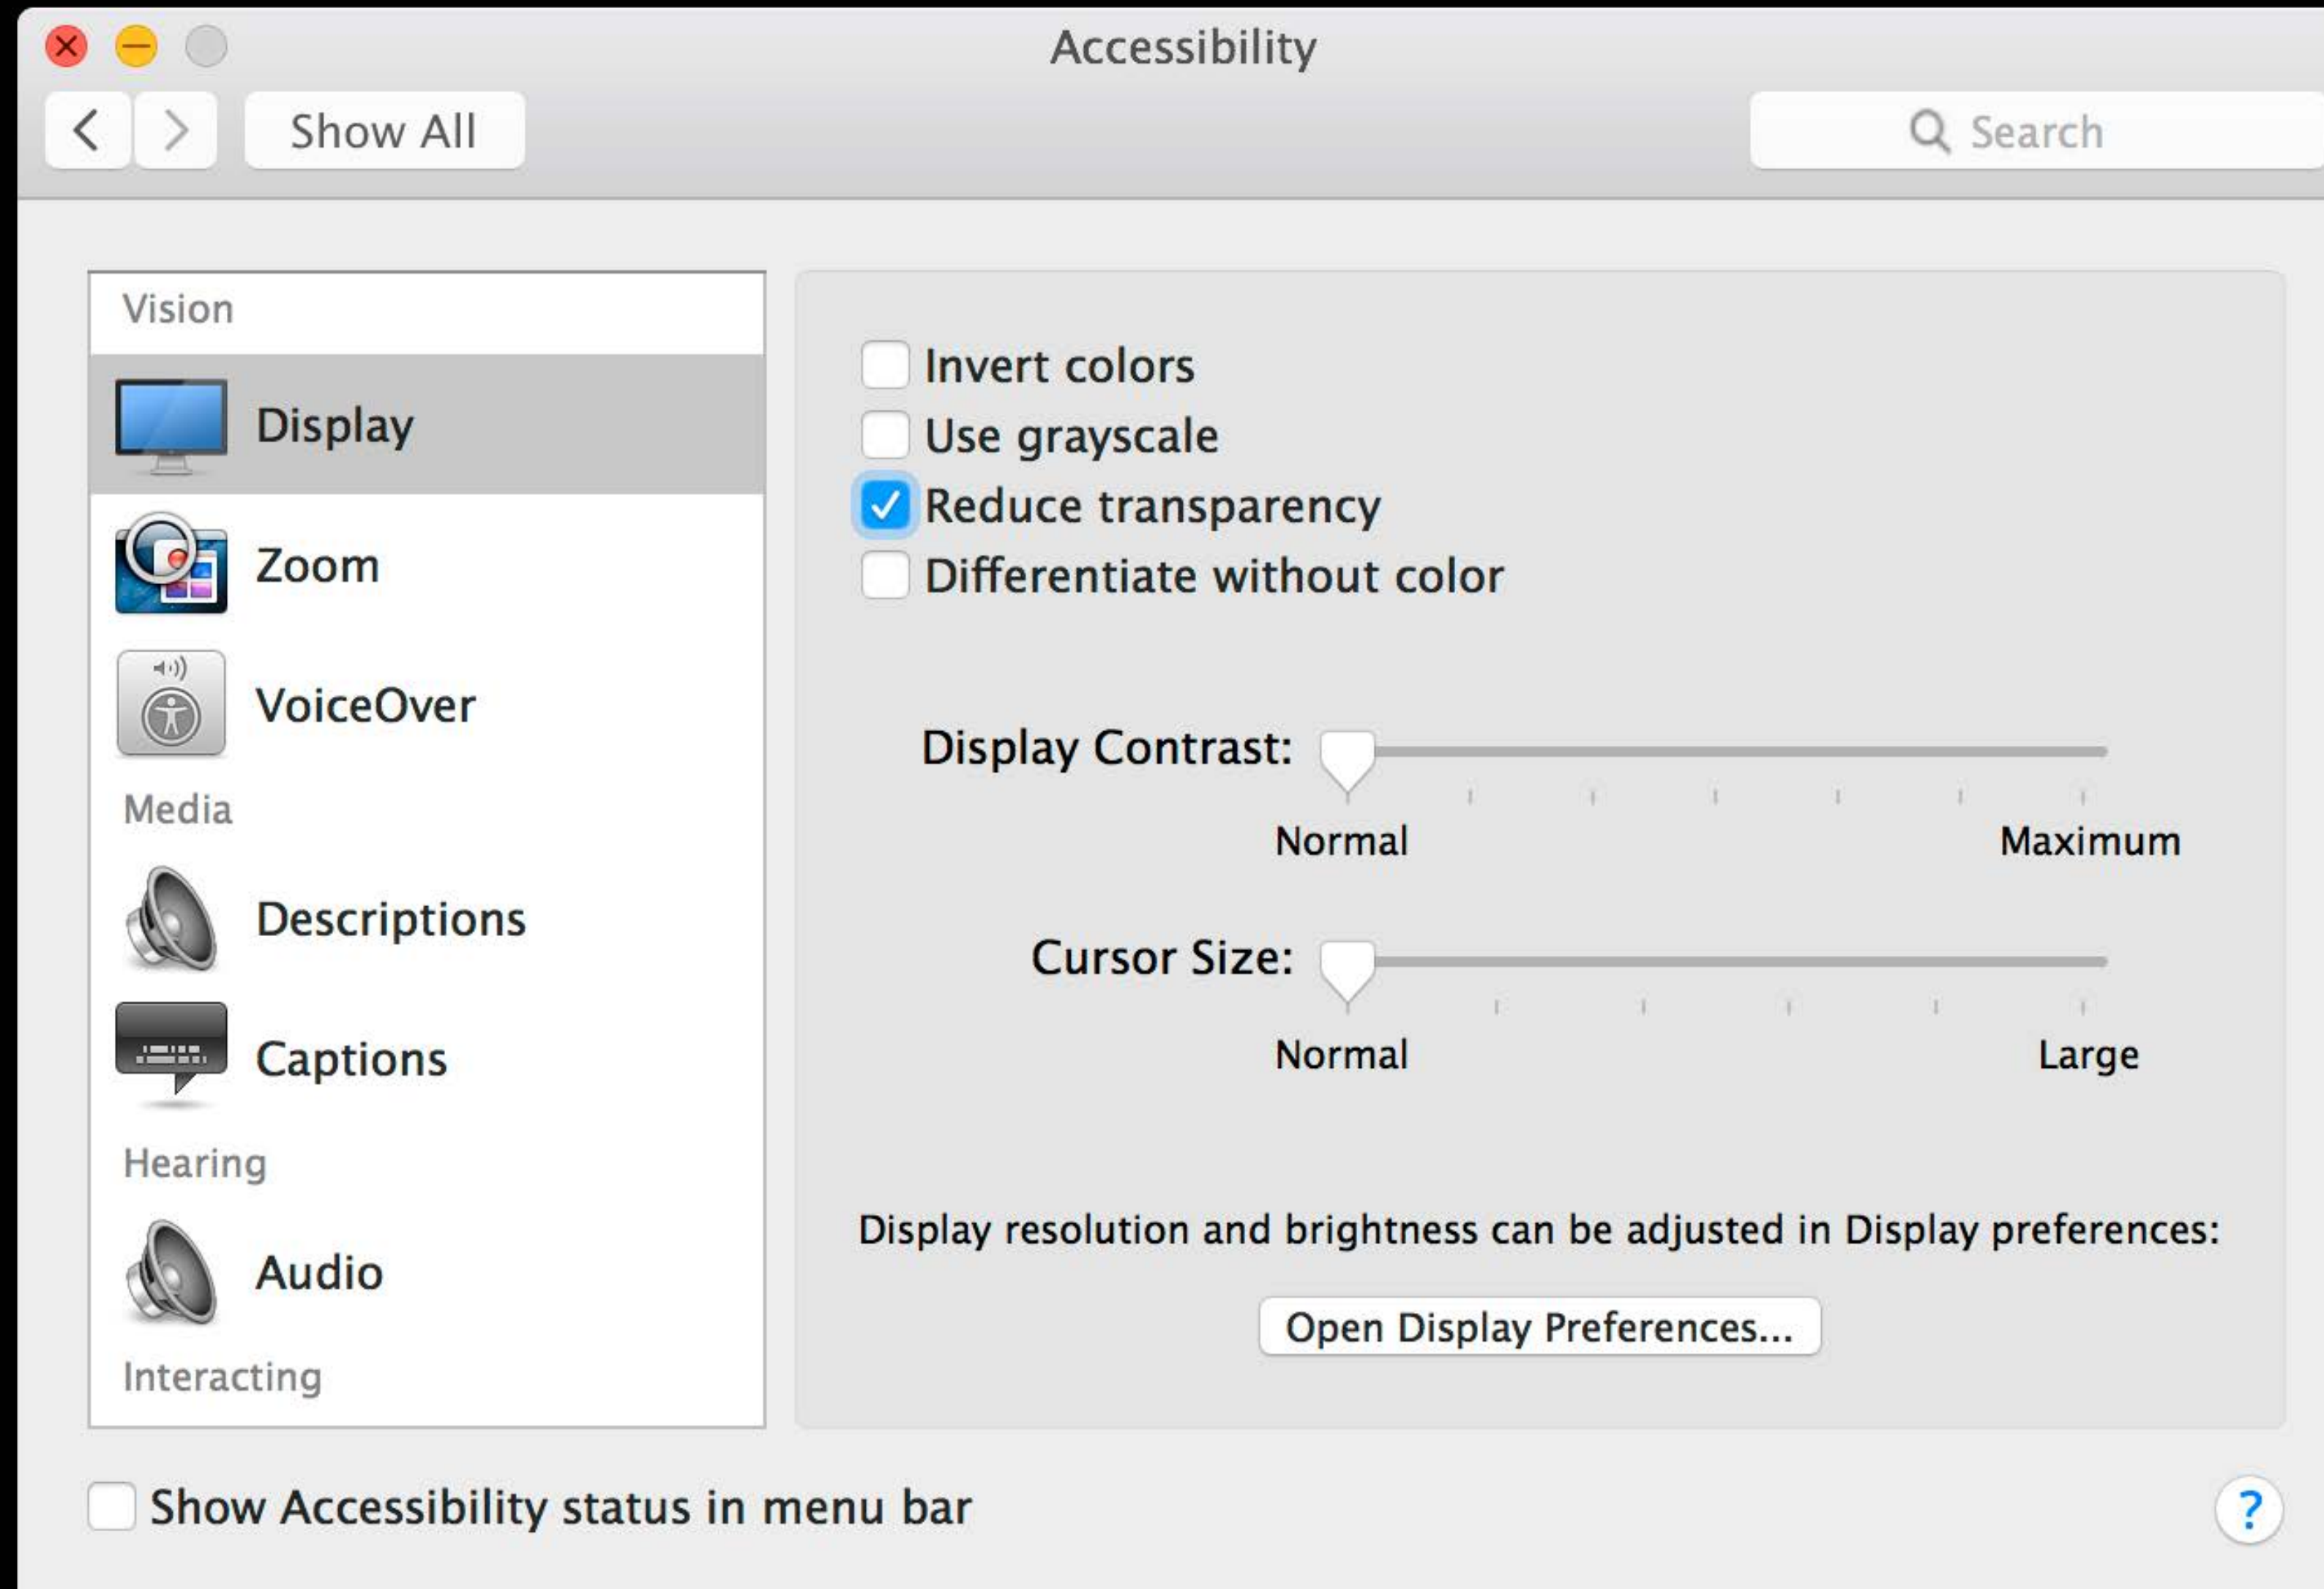 Accessibility
Show All
Search
Vision
Display
Zoom
VoiceOver
Media
Descriptions
Captions
Hearing
Audio
Interacting
Invert colors
Use grayscale
Reduce transparency
Differentiate without color
Display Contrast:
Normal Maximum
Cursor Size:
Normal Large
Display resolution and brightness can be adjusted in Display preferences:
Open Display Preferences...
Show Accessibility status in menu bar
?